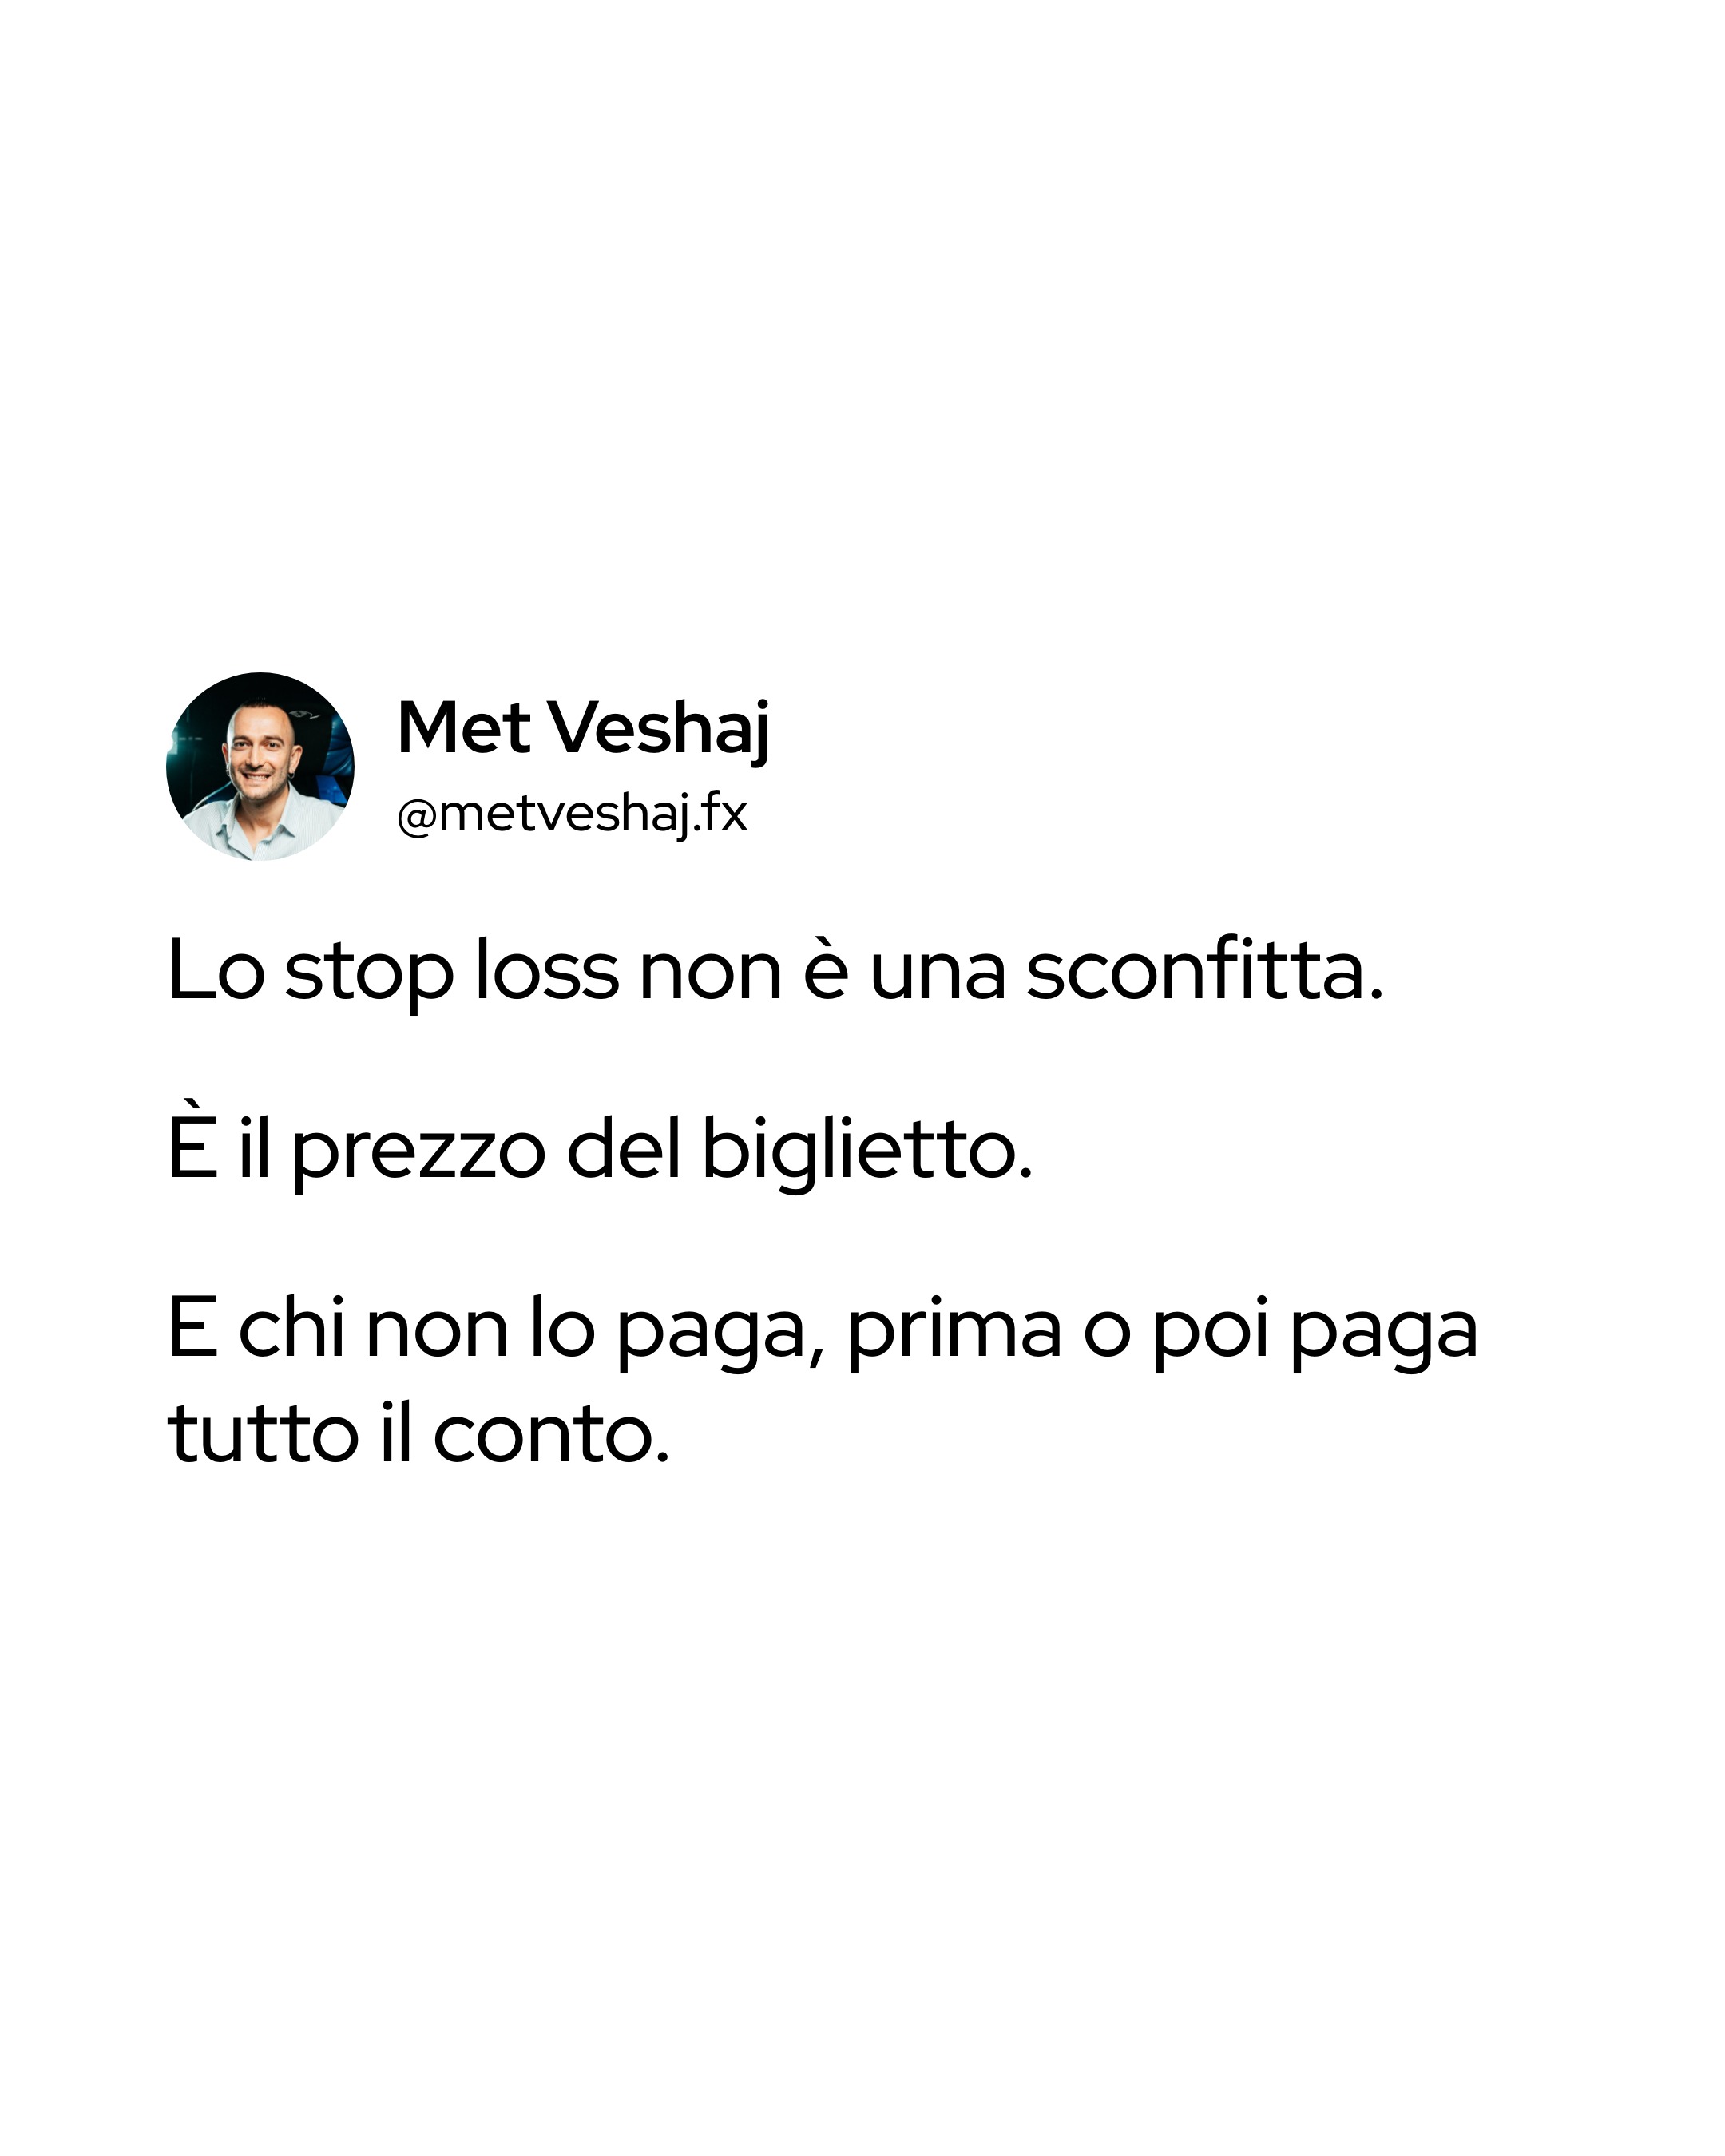 Met Veshaj
@metveshaj.fx
Lo stop loss non è una sconfitta.
È il prezzo del biglietto.
E chi non lo paga, prima o poi paga
tutto il conto.